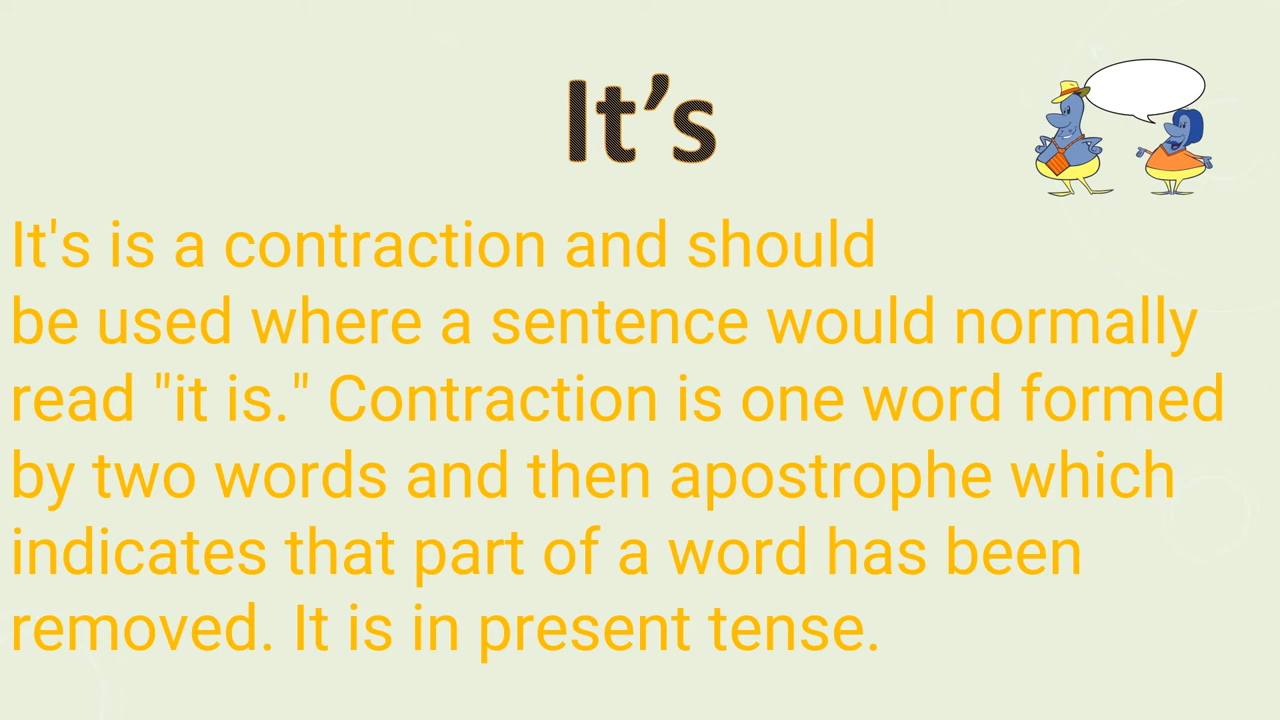 It’s
It's is a contraction and should
be used where a sentence would normally
read "it is." Contraction is one word formed
by two words and then apostrophe which
indicates that part of a word has been
removed. It is in present tense.